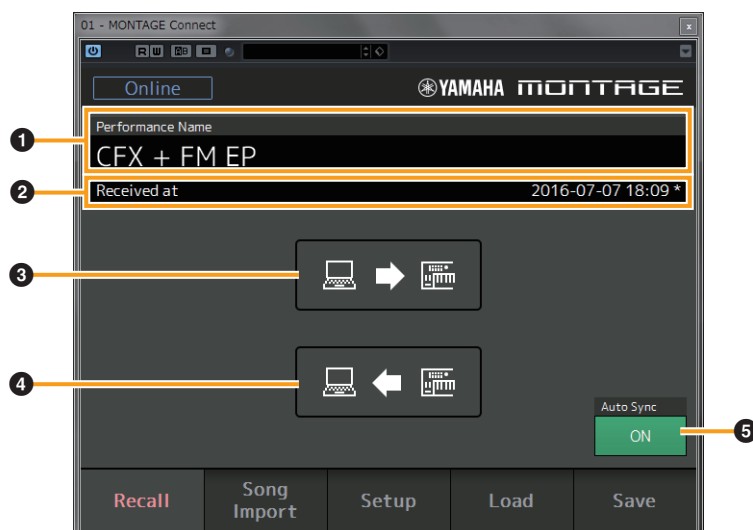 01 - MONTAGE Connect
x
R W AB
Online
YAMAHA MONTAGE
1
Performance Name
CFX + FM EP
2
Received at 2016-07-07 18:09 *
3
4
Auto Sync
5
ON
Recall
Song Import
Setup
Load
Save